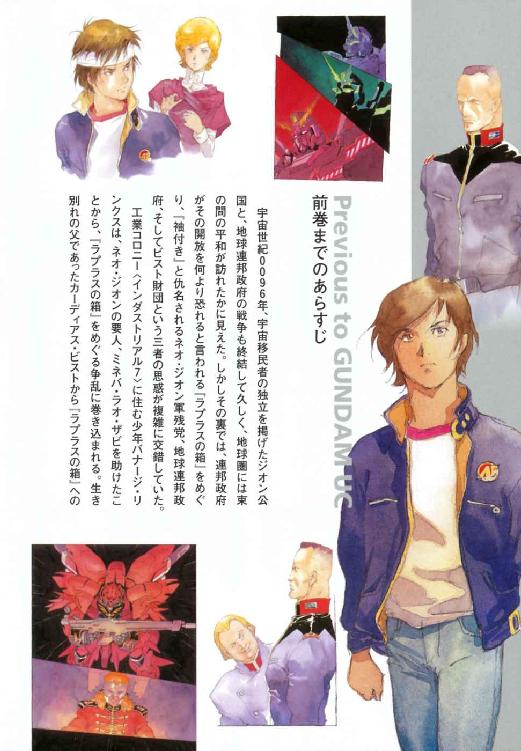 Previous to GUNDAM UC
前巻までのあらすじ
宇宙世紀0096年、宇宙移民者の独立を掲げたジオン公
国と、地球連邦政府の戦争も終結して久しく、地球圏には束
の間の平和が訪れたかに見えた。しかしその裏では、連邦政府
がその開放を何より恐れると言われる『ラプラスの箱』をめぐ
り、『袖付き』と仇名されるネオ・ジオン軍残党、地球連邦政
府、そしてビスト財団という三者の思惑が複雑に交錯していた。
工業コロニー〈インダストリアル7〉に住む少年バナージ・リ
ンクスは、ネオ・ジオンの要人、ミネバ・ラオ・ザビを助けたこ
とから、『ラプラスの箱』をめぐる争乱に巻き込まれる。生き
別れの父であったカーディアス・ビストから『ラプラスの箱』への